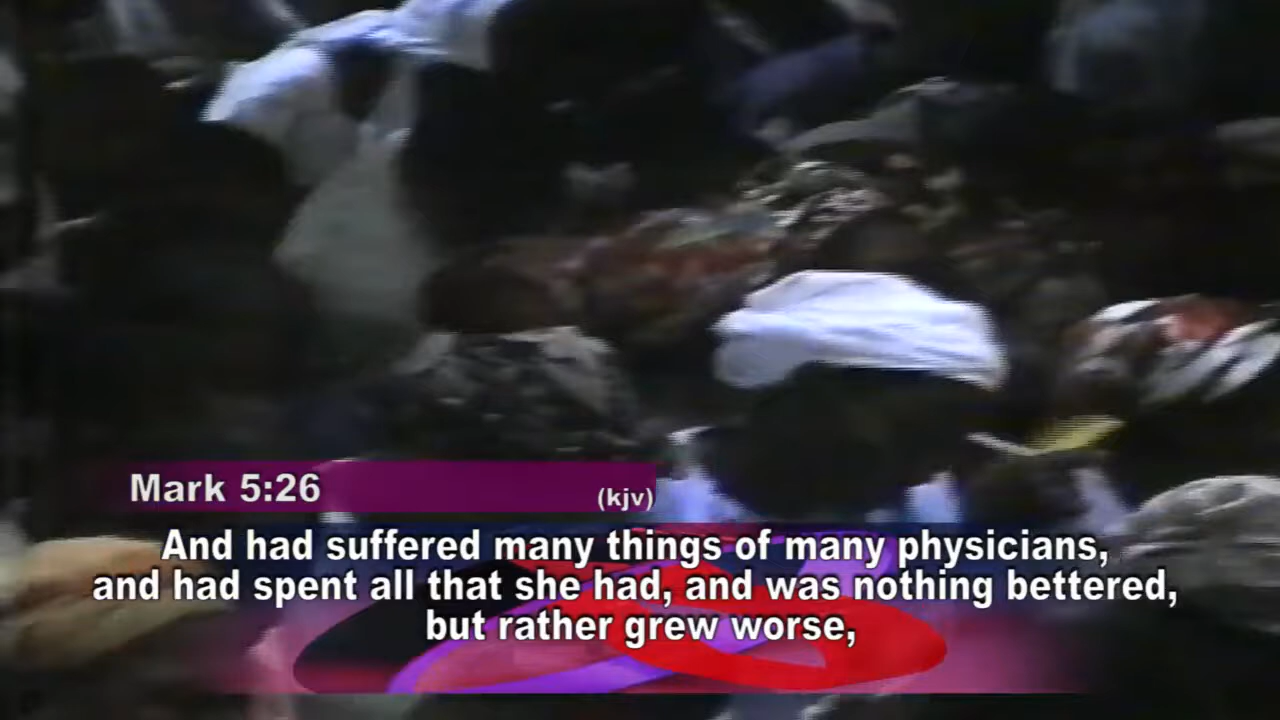 Mark 5:26
(kjv)
And had suffered many things of many physicians,
and had spent all that she had, and was nothing bettered,
but rather grew worse,